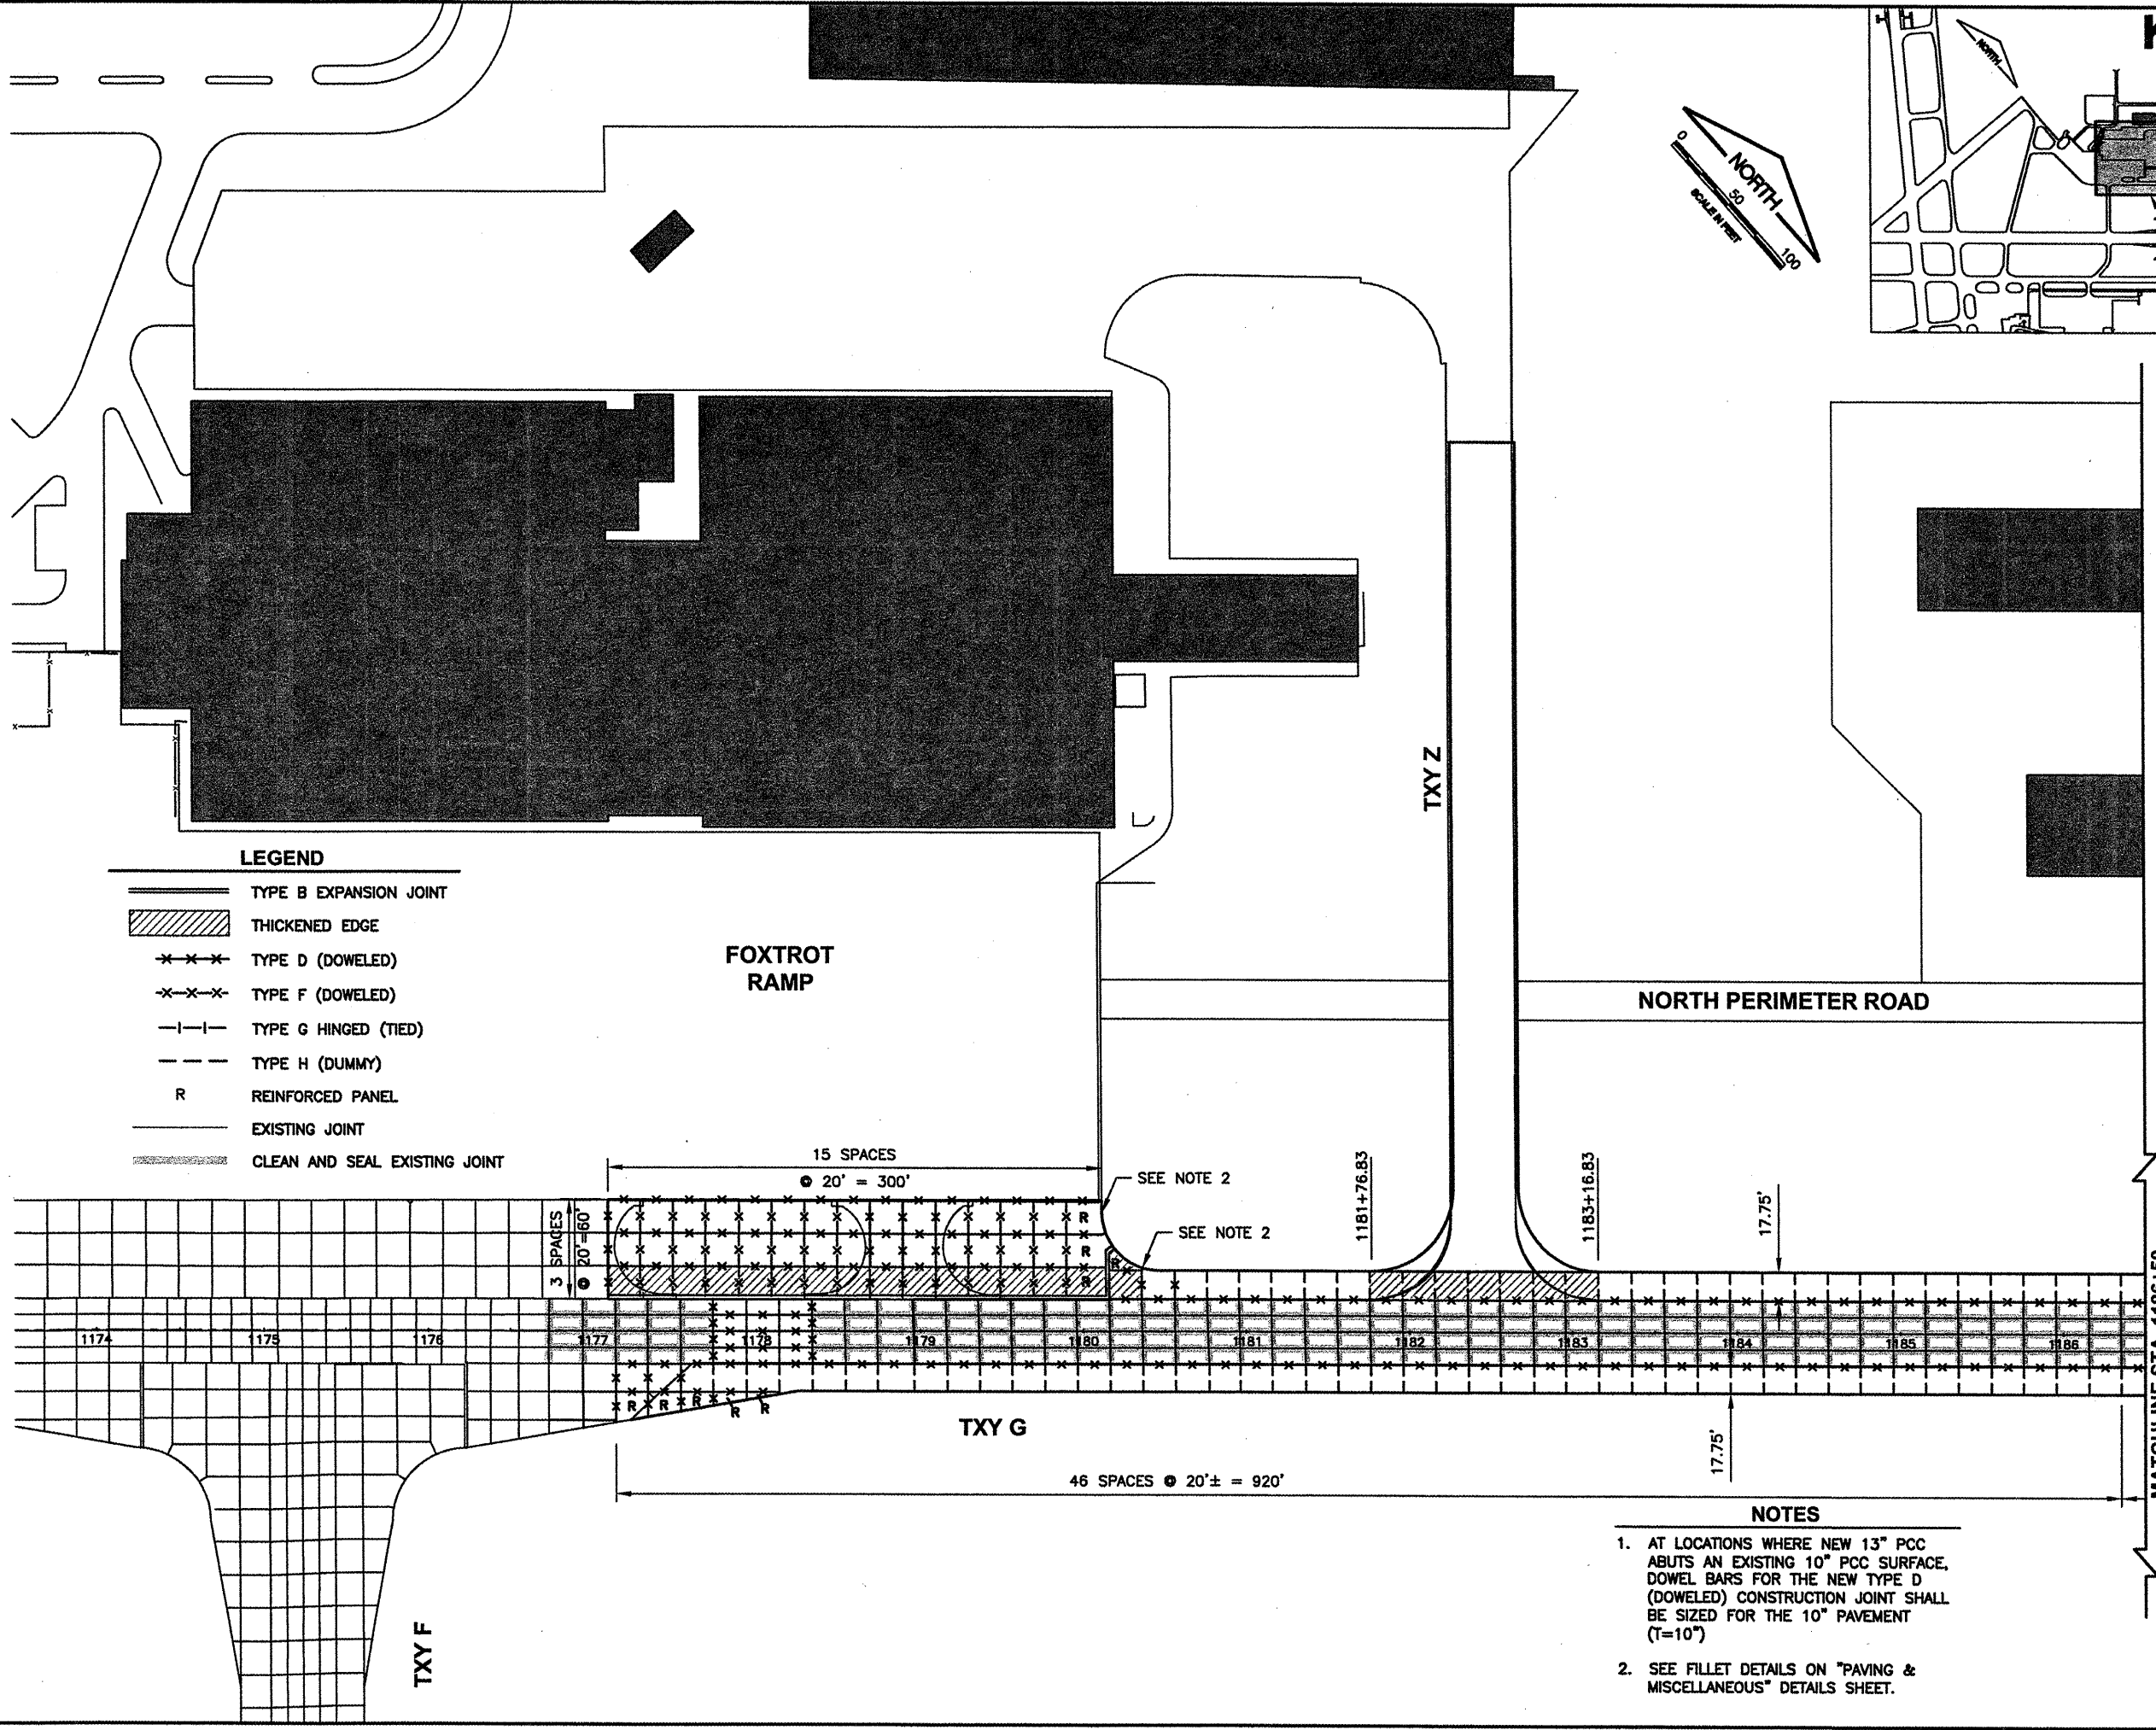 NORTH
0
NORTH
50
SCALE IN FEET
100
TXY Z
LEGEND
TYPE B EXPANSION JOINT
THICKENED EDGE
TYPE D (DOWELED)
TYPE F (DOWELED)
TYPE G HINGED (TIED)
TYPE H (DUMMY)
R REINFORCED PANEL
EXISTING JOINT
CLEAN AND SEAL EXISTING JOINT
FOXTROT
RAMP
NORTH PERIMETER ROAD
15 SPACES
@ 20' = 300'
SEE NOTE 2
SEE NOTE 2
3 SPACES
@ 20'=60'
1181+76.83
1183+16.83
17.75'
R
R
R
R
1174 1175 1176 1177 1178 1179 1180 1181 1182 1183 1184 1185 1186
R R R R R
TXY G
17.75'
46 SPACES @ 20'± = 920'
TXY F
NOTES
1. AT LOCATIONS WHERE NEW 13" PCC
ABUTS AN EXISTING 10" PCC SURFACE,
DOWEL BARS FOR THE NEW TYPE D
(DOWELED) CONSTRUCTION JOINT SHALL
BE SIZED FOR THE 10" PAVEMENT
(T=10")
2. SEE FILLET DETAILS ON "PAVING &
MISCELLANEOUS" DETAILS SHEET.